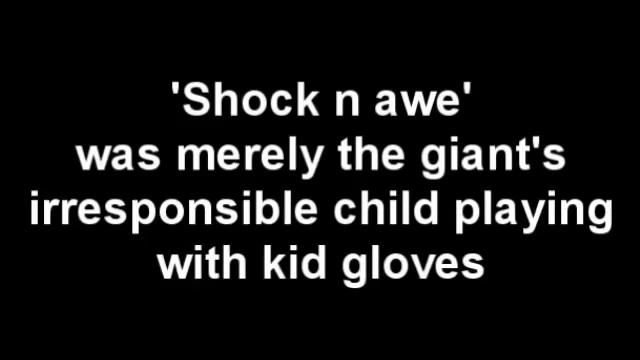 'Shock n awe'
was merely the giant's
irresponsible child playing
with kid gloves